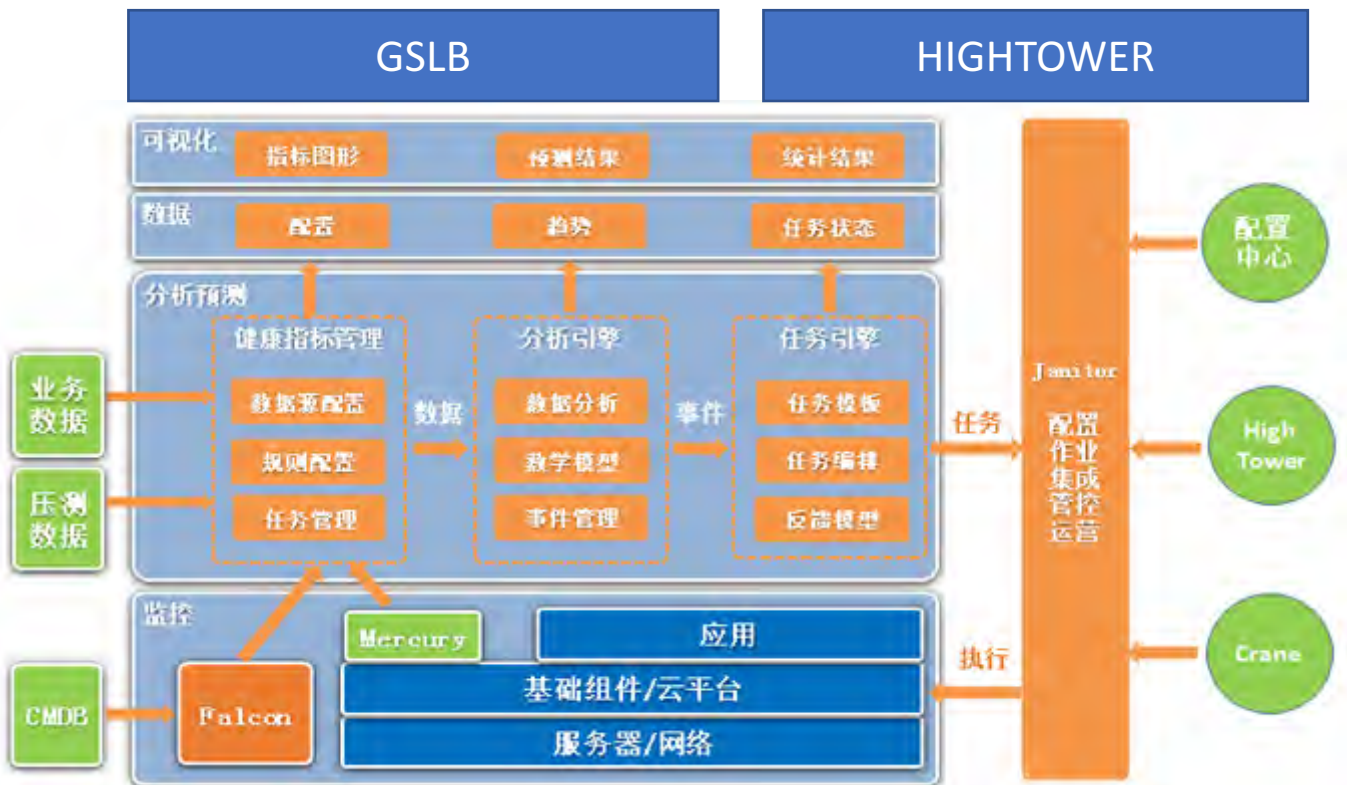 GSLB
HIGHTOWER
可视化
指标图形
预测结果
统计结果
数据
配置
趋势
任务状态
分析预测
健康指标管理
数据源配置
规则配置
任务管理
数据
分析引擎
数据分析
数学模型
事件管理
事件
任务引擎
任务模板
任务编排
反馈模型
业务
数据
压测
数据
CMDB
监控
Falcon
Mercury
应用
基础组件/云平台
服务器/网络
任务
执行
Janitor
配置
作业
集成
管控
运营
配置
中心
High
Tower
Crane